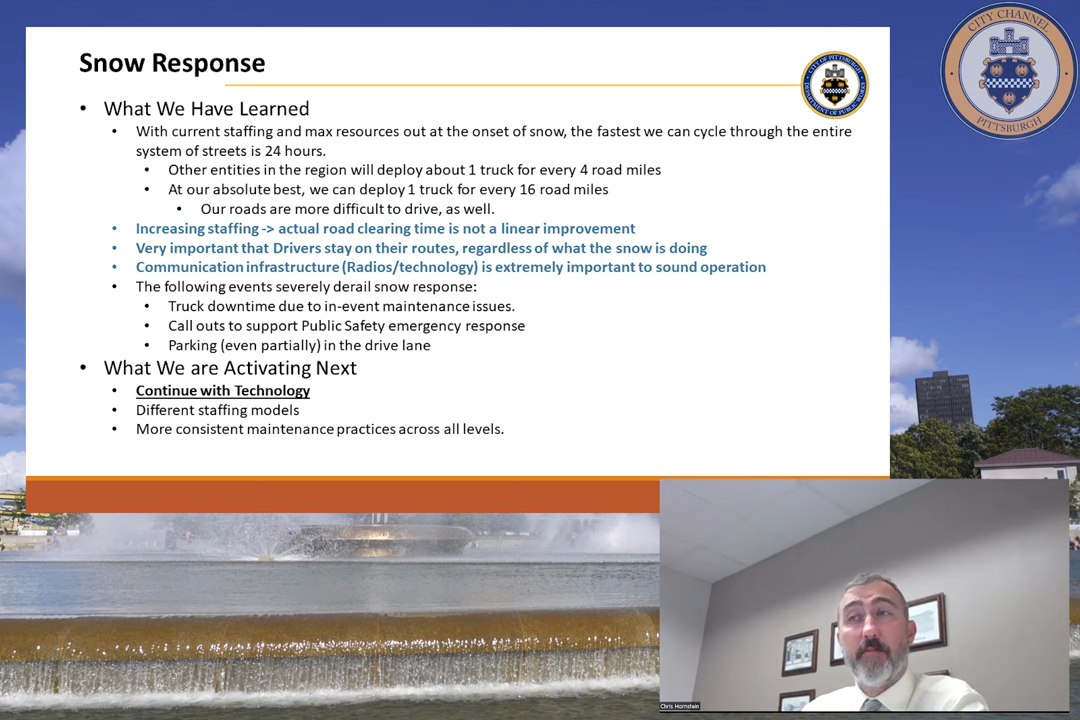 Snow Response
• What We Have Learned
• With current staffing and max resources out at the onset of snow, the fastest we can cycle through the entire
system of streets is 24 hours.
• Other entities in the region will deploy about 1 truck for every 4 road miles
• At our absolute best, we can deploy 1 truck for every 16 road miles
• Our roads are more difficult to drive, as well.
• Increasing staffing -> actual road clearing time is not a linear improvement
• Very important that Drivers stay on their routes, regardless of what the snow is doing
• Communication infrastructure (Radios/technology) is extremely important to sound operation
• The following events severely derail snow response:
• Truck downtime due to in-event maintenance issues.
• Call outs to support Public Safety emergency response
• Parking (even partially) in the drive lane
• What We are Activating Next
• Continue with Technology
• Different staffing models
• More consistent maintenance practices across all levels.
CITY OF PITTSBURGH
DEPARTMENT OF PUBLIC WORKS
CITY CHANNEL
PITTSBURGH
Chris Hornstein